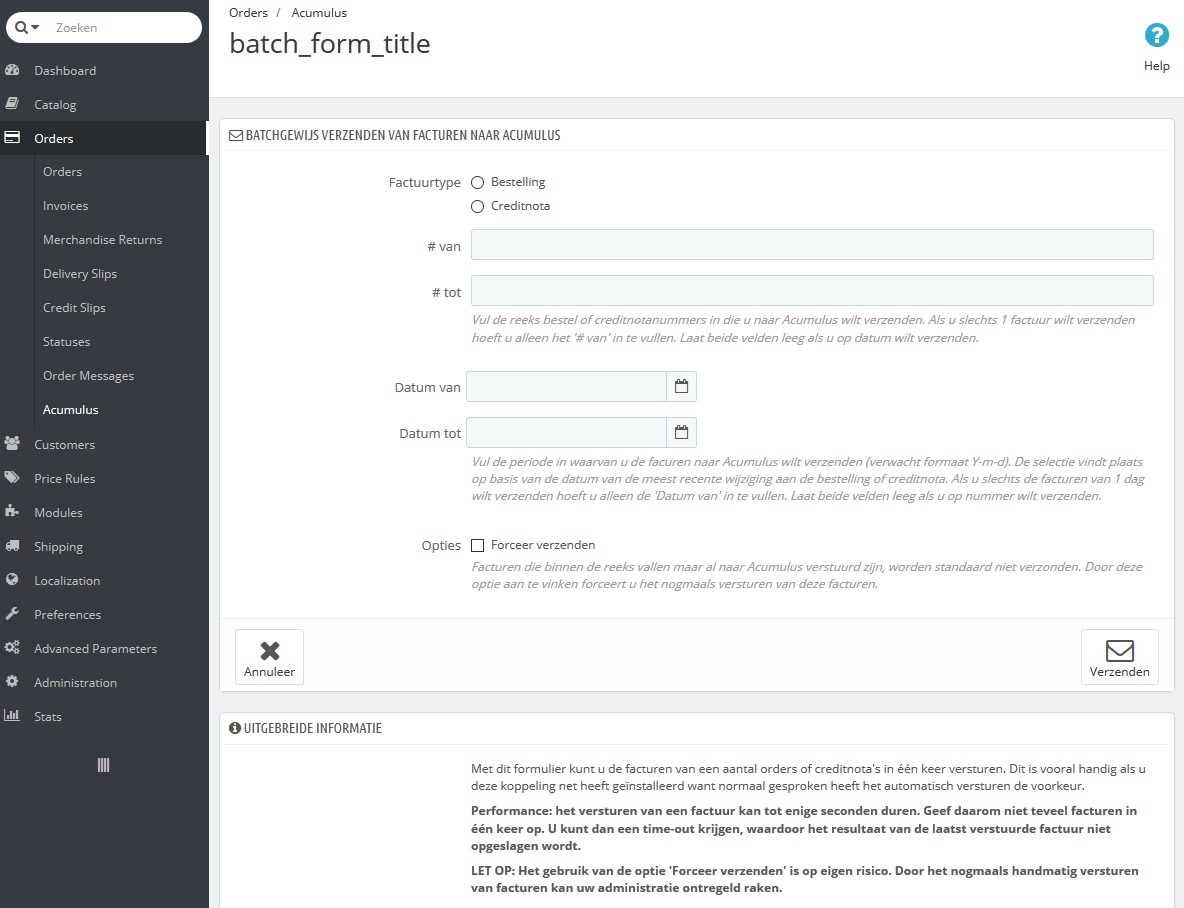 Zoeken
Dashboard
Catalog
Orders
Orders
Invoices
Merchandise Returns
Delivery Slips
Credit Slips
Statuses
Order Messages
Acumulus
Customers
Price Rules
Modules
Shipping
Localization
Preferences
Advanced Parameters
Administration
Stats
Orders / Acumulus
batch_form_title
?
Help
BATCHGEWIJS VERZENDEN VAN FACTUREN NAAR ACUMULUS
Factuurtype
Bestelling
Creditnota
# van
# tot
Vul de reeks bestel of creditnotanummers in die u naar Acumulus wilt verzenden. Als u slechts 1 factuur wilt verzenden
hoeft u alleen het '# van' in te vullen. Laat beide velden leeg als u op datum wilt verzenden.
Datum van
Datum tot
Vul de periode in waarvan u de facuren naar Acumulus wilt verzenden (verwacht formaat Y-m-d). De selectie vindt plaats
op basis van de datum van de meest recente wijziging aan de bestelling of creditnota. Als u slechts de facturen van 1 dag
wilt verzenden hoeft u alleen de 'Datum van' in te vullen. Laat beide velden leeg als u op nummer wilt verzenden.
Opties
Forceer verzenden
Facturen die binnen de reeks vallen maar al naar Acumulus verstuurd zijn, worden standaard niet verzonden. Door deze
optie aan te vinken forceert u het nogmaals versturen van deze facturen.
Annuleer
Verzenden
UITGEBREIDE INFORMATIE
Met dit formulier kunt u de facturen van een aantal orders of creditnota's in één keer versturen. Dit is vooral handig als u
deze koppeling net heeft geïnstalleerd want normaal gesproken heeft het automatisch versturen de voorkeur.
Performance: het versturen van een factuur kan tot enige seconden duren. Geef daarom niet teveel facturen in
één keer op. U kunt dan een time-out krijgen, waardoor het resultaat van de laatst verstuurde factuur niet
opgeslagen wordt.
LET OP: Het gebruik van de optie 'Forceer verzenden' is op eigen risico. Door het nogmaals handmatig versturen
van facturen kan uw administratie ontregeld raken.